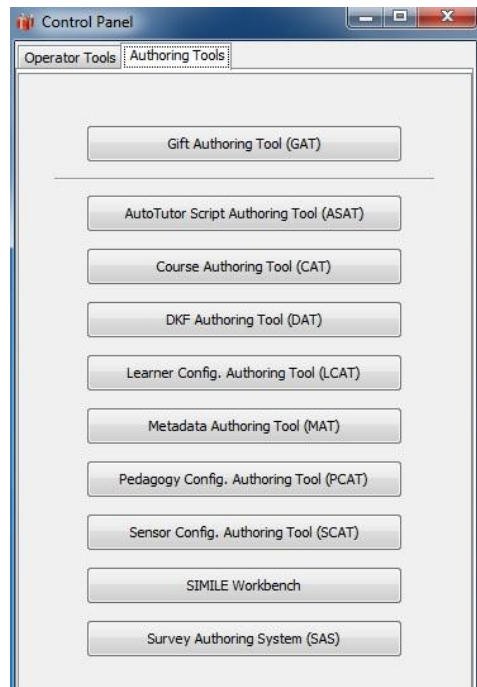 Control Panel
Operator Tools Authoring Tools
Gift Authoring Tool (GAT)
AutoTutor Script Authoring Tool (ASAT)
Course Authoring Tool (CAT)
DKF Authoring Tool (DAT)
Learner Config. Authoring Tool (LCAT)
Metadata Authoring Tool (MAT)
Pedagogy Config. Authoring Tool (PCAT)
Sensor Config. Authoring Tool (SCAT)
SIMILE Workbench
Survey Authoring System (SAS)